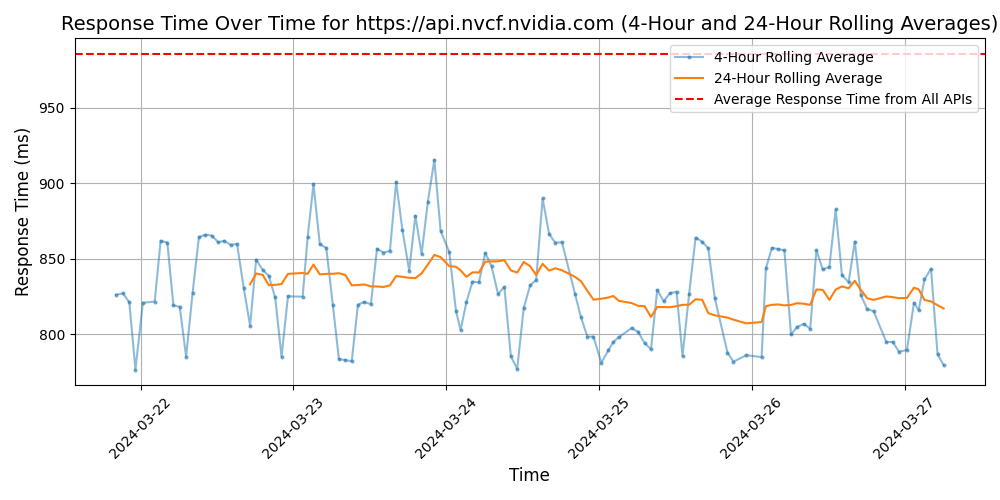 Response Time Over Time for https://api.nvcf.nvidia.com (4-Hour and 24-Hour Rolling Averages)
4-Hour Rolling Average
24-Hour Rolling Average
Average Response Time from All APIs
Response Time (ms)
950
900
850
800
2024-03-22
2024-03-23
2024-03-24
2024-03-25
2024-03-26
2024-03-27
Time